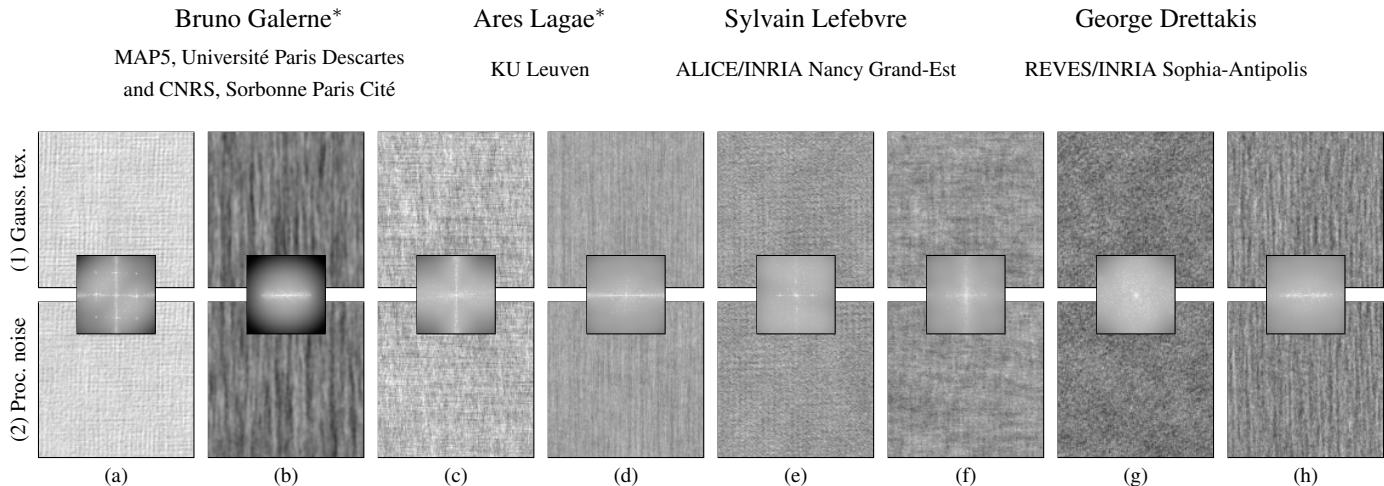 Bruno Galerne* Ares Lagae* Sylvain Lefebvre George Drettakis
MAP5, Université Paris Descartes
and CNRS, Sorbonne Paris Cité
KU Leuven
ALICE/INRIA Nancy Grand-Est
REVES/INRIA Sophia-Antipolis
(1) Gauss. tex.
(2) Proc. noise
(a) (b) (c) (d) (e) (f) (g) (h)